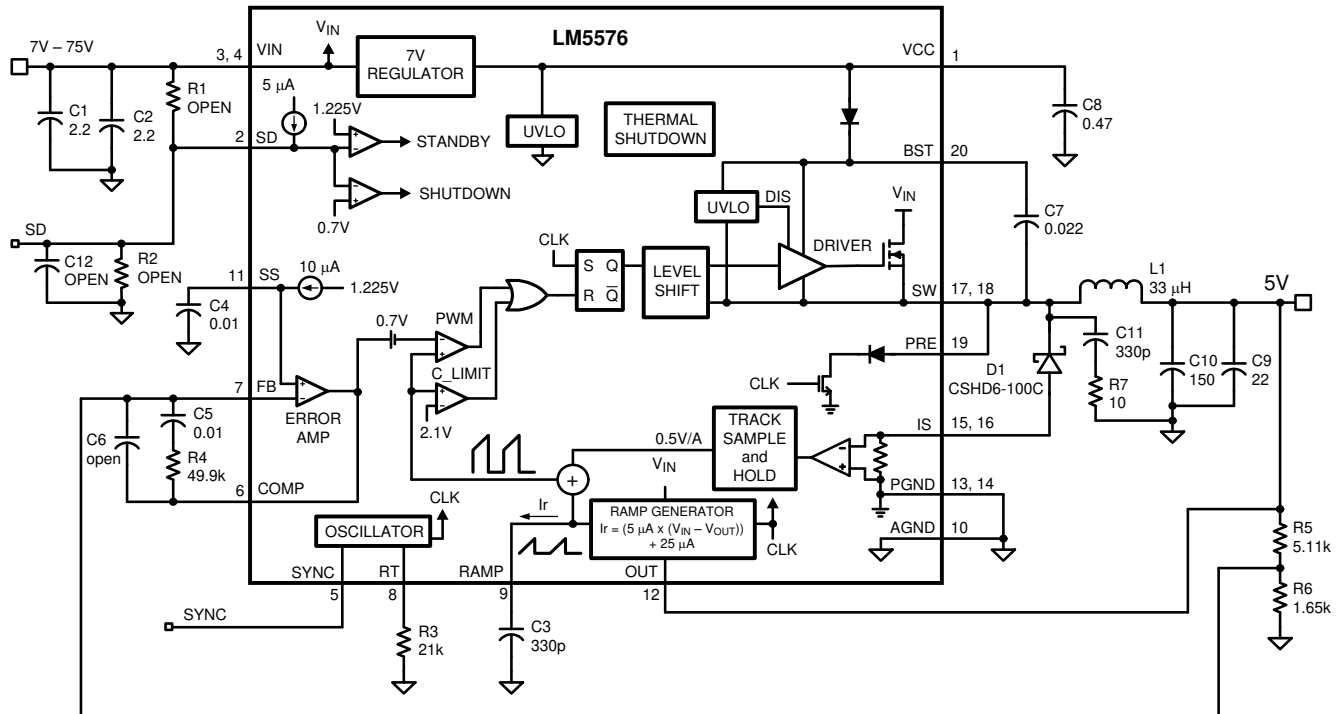 LM5576
7V – 75V
3, 4
VIN
VIN
7V
REGULATOR
VCC
1
R1
OPEN
C1
2.2
C2
2.2
5 µA
1.225V
UVLO
THERMAL
SHUTDOWN
C8
0.47
2
SD
STANDBY
BST
20
SHUTDOWN
0.7V
UVLO
DIS
VIN
C7
0.022
SD
C12
OPEN
R2
OPEN
CLK
S Q
R Q
LEVEL
SHIFT
DRIVER
11
SS
10 µA
1.225V
SW
17, 18
L1
33 µH
5V
C4
0.01
0.7V
PWM
PRE
19
C11
330p
C10
150
C9
22
C_LIMIT
CLK
D1
CSHD6-100C
R7
10
7
FB
ERROR
AMP
2.1V
C6
open
C5
0.01
R4
49.9k
0.5V/A
TRACK
SAMPLE
and
HOLD
IS
15, 16
VIN
6
COMP
PGND
13, 14
CLK
Ir
RAMP GENERATOR
Ir = (5 µA x (VIN – VOUT))
+ 25 µA
CLK
AGND
10
OSCILLATOR
R5
5.11k
SYNC
5
RT
8
RAMP
9
OUT
12
R6
1.65k
SYNC
R3
21k
C3
330p